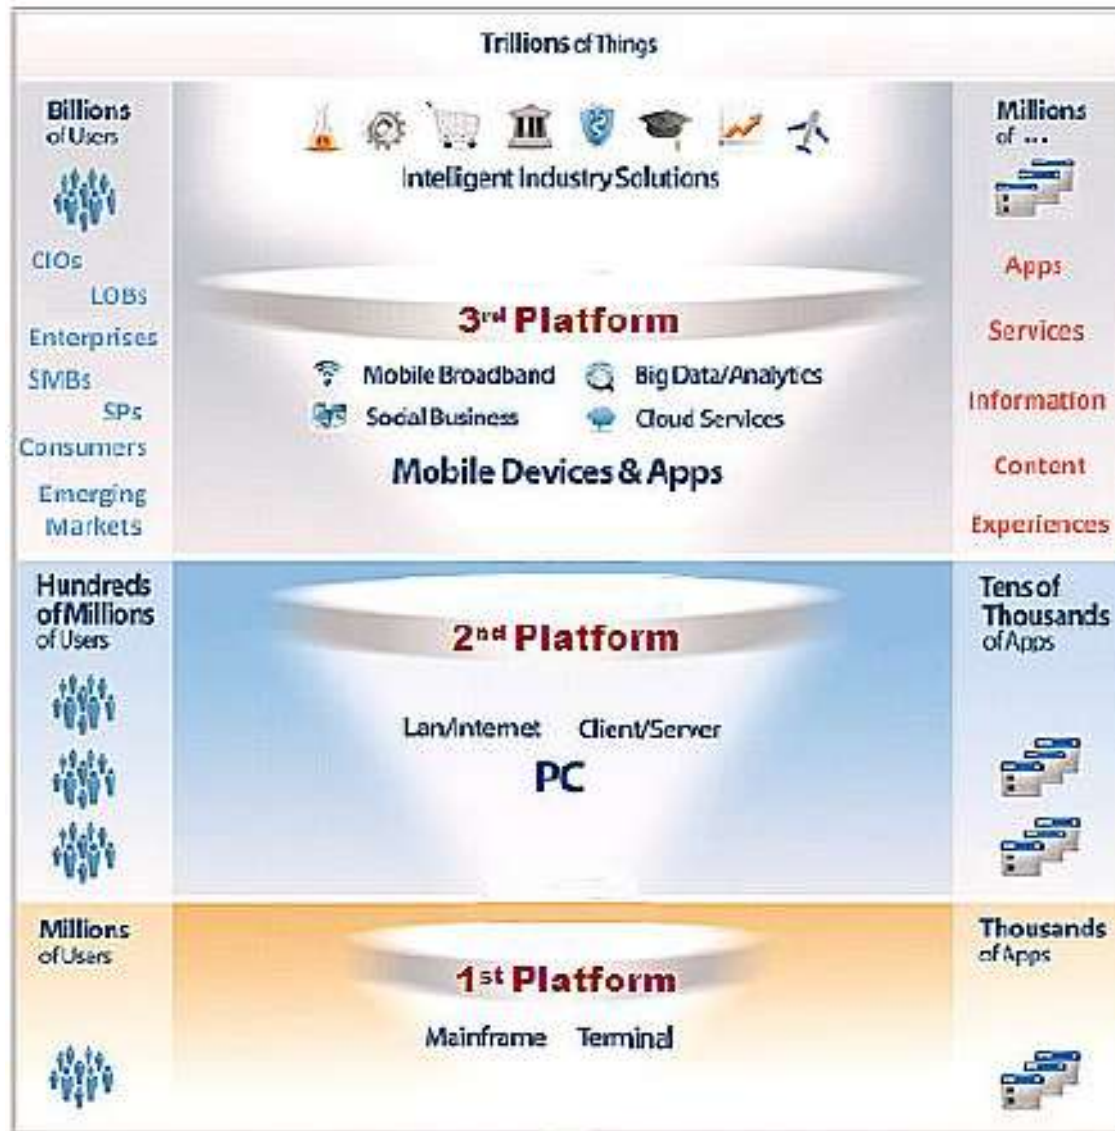 Trillions of Things
Billions
of Users
CIOs
LOBs
Enterprises
SMBs
SPs
Consumers
Emerging
Markets
Intelligent Industry Solutions
3rd Platform
Mobile Broadband
Big Data/Analytics
Social Business
Cloud Services
Mobile Devices & Apps
Millions
of ...
Apps
Services
Information
Content
Experiences
Hundreds
of Millions
of Users
2nd Platform
Lan/Internet
Client/Server
PC
Tens of
Thousands
of Apps
Millions
of Users
1st Platform
Mainframe
Terminal
Thousands
of Apps